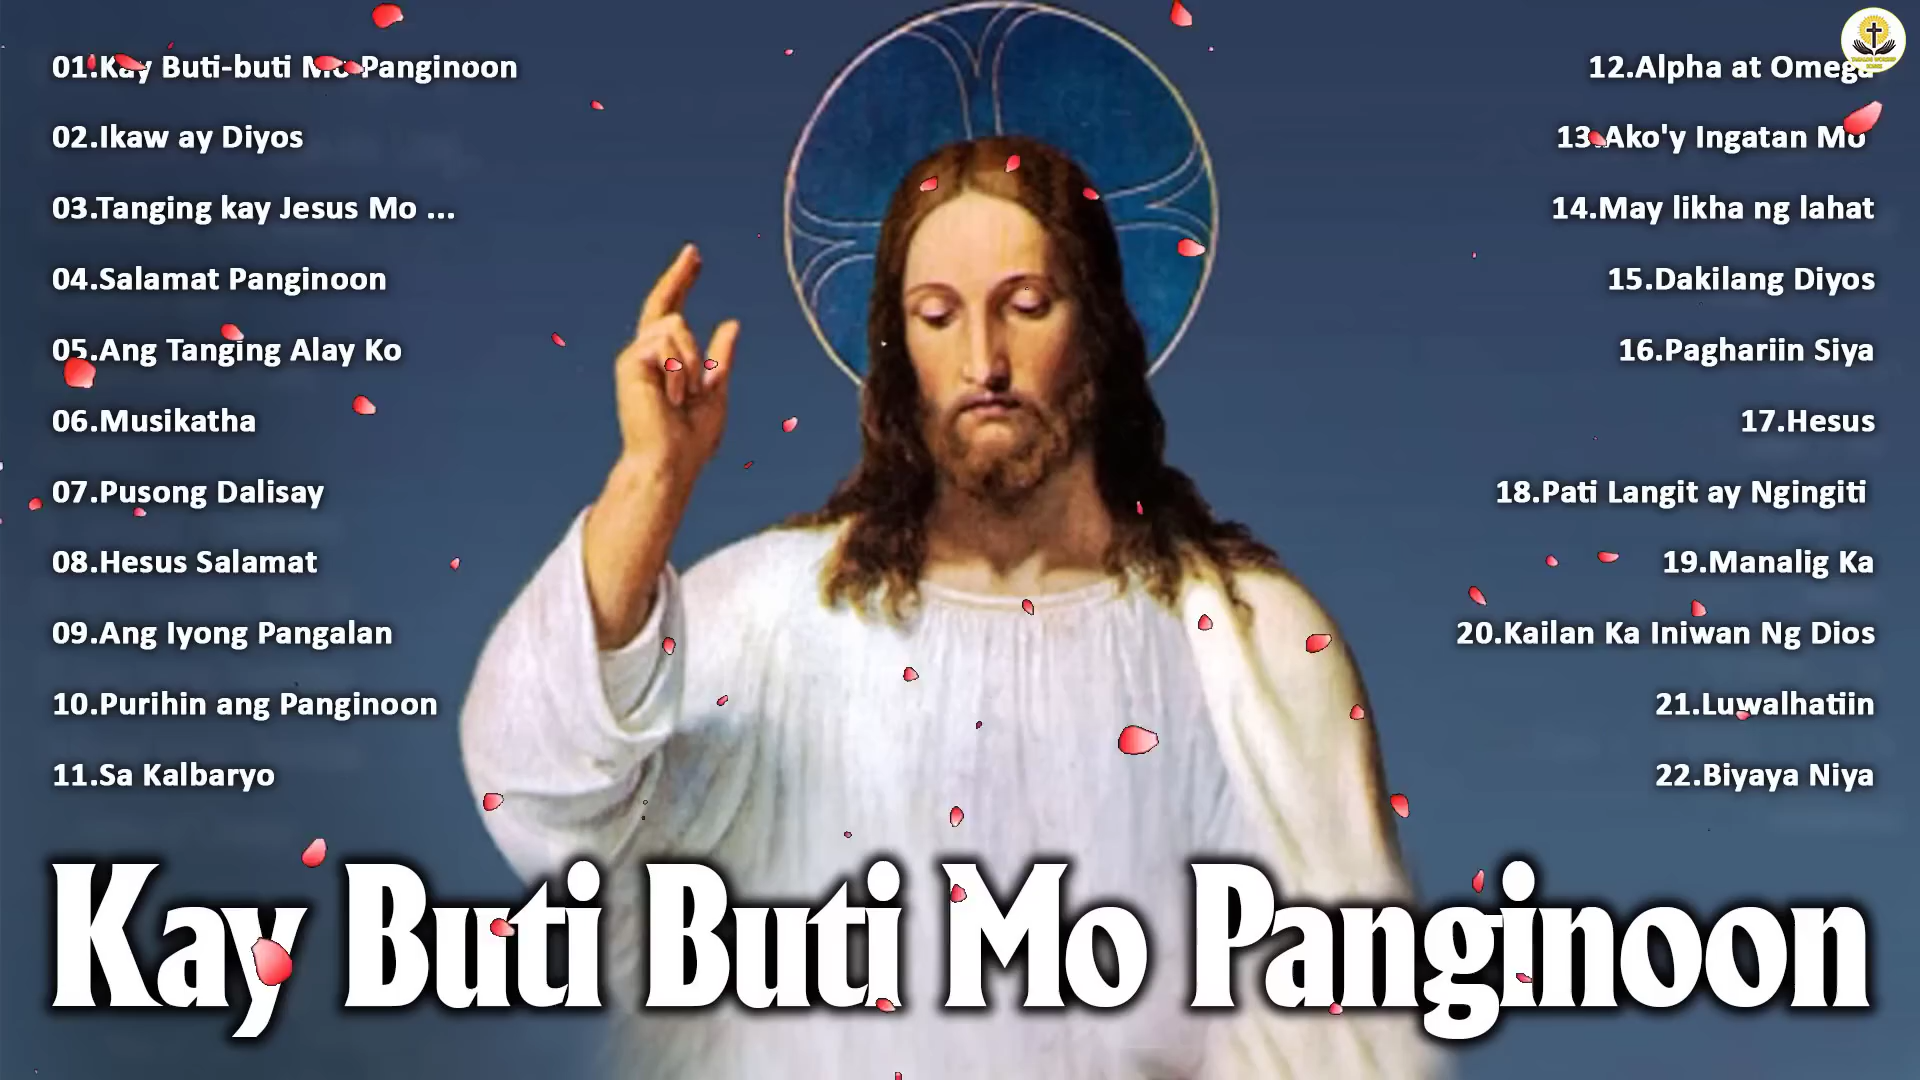 01.Kay Buti-buti Mo Panginoon
02.Ikaw ay Diyos
03.Tanging kay Jesus Mo ...
04.Salamat Panginoon
05.Ang Tanging Alay Ko
06.Musikatha
07.Pusong Dalisay
08.Hesus Salamat
09.Ang Iyong Pangalan
10.Purihin ang Panginoon
11.Sa Kalbaryo
12.Alpha at Omega
13.Ako'y Ingatan Mo
14.May likha ng lahat
15.Dakilang Diyos
16.Paghariin Siya
17.Hesus
18.Pati Langit ay Ngingiti
19.Manalig Ka
20.Kailan Ka Iniwan Ng Dios
21.Luwalhatiin
22.Biyaya Niya
Kay Buti Buti Mo Panginoon